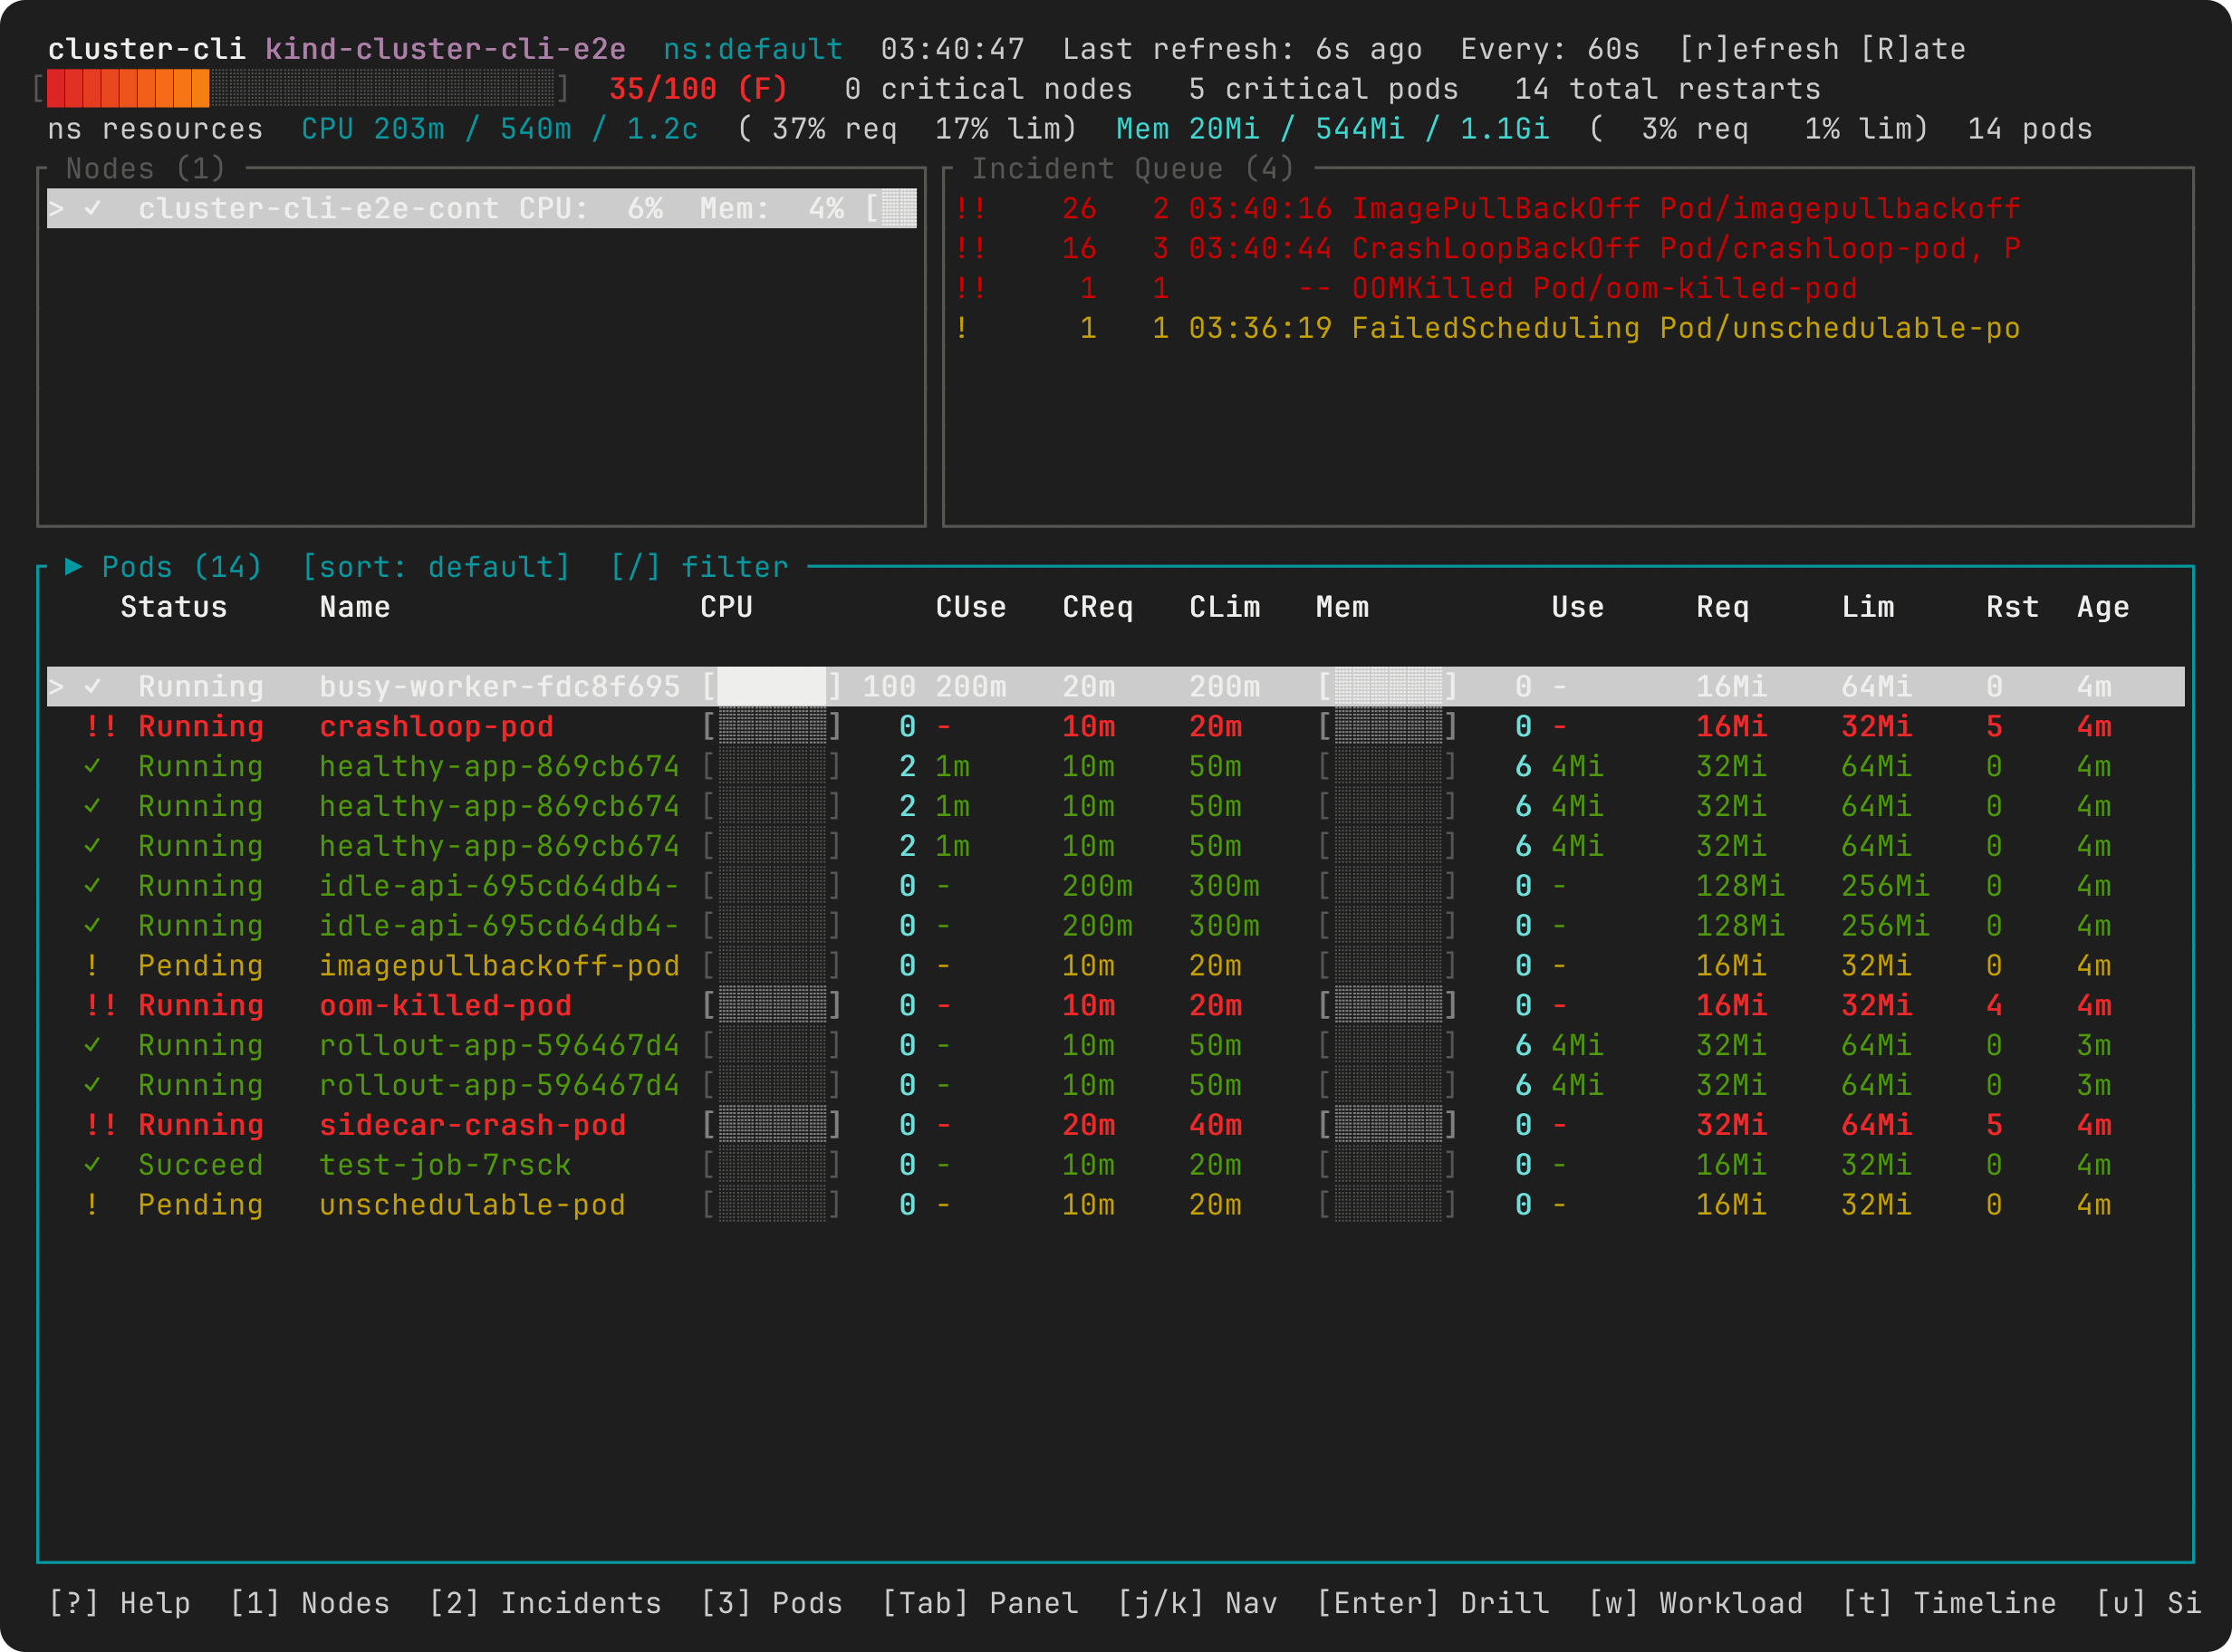 cluster-cli kind-cluster-cli-e2e  ns:default  03:40:47  Last refresh: 6s ago  Every: 60s  [r]efresh [R]ate
[ ]  35/100 (F)   0 critical nodes   5 critical pods   14 total restarts
ns resources  CPU 203m / 540m / 1.2c  ( 37% req  17% lim)  Mem 20Mi / 544Mi / 1.1Gi  (  3% req   1% lim)  14 pods
Nodes (1)
> ✓  cluster-cli-e2e-cont CPU:  6%  Mem:  4% [
Incident Queue (4)
!!    26   2 03:40:16 ImagePullBackOff Pod/imagepullbackoff
!!    16   3 03:40:44 CrashLoopBackOff Pod/crashloop-pod, P
!!     1   1       -- OOMKilled Pod/oom-killed-pod
!      1   1 03:36:19 FailedScheduling Pod/unschedulable-po
▶ Pods (14)  [sort: default]  [/] filter
Status     Name                 CPU          CUse   CReq   CLim   Mem          Use     Req     Lim     Rst  Age
> ✓  Running   busy-worker-fdc8f695 [      ] 100 200m   20m    200m   [      ]   0 -       16Mi    64Mi    0    4m
!! Running   crashloop-pod        [      ]   0 -      10m    20m    [      ]   0 -       16Mi    32Mi    5    4m
✓  Running   healthy-app-869cb674 [      ]   2 1m     10m    50m    [      ]   6 4Mi     32Mi    64Mi    0    4m
✓  Running   healthy-app-869cb674 [      ]   2 1m     10m    50m    [      ]   6 4Mi     32Mi    64Mi    0    4m
✓  Running   healthy-app-869cb674 [      ]   2 1m     10m    50m    [      ]   6 4Mi     32Mi    64Mi    0    4m
✓  Running   idle-api-695cd64db4- [      ]   0 -      200m   300m   [      ]   0 -       128Mi   256Mi   0    4m
✓  Running   idle-api-695cd64db4- [      ]   0 -      200m   300m   [      ]   0 -       128Mi   256Mi   0    4m
!  Pending   imagepullbackoff-pod [      ]   0 -      10m    20m    [      ]   0 -       16Mi    32Mi    0    4m
!! Running   oom-killed-pod       [      ]   0 -      10m    20m    [      ]   0 -       16Mi    32Mi    4    4m
✓  Running   rollout-app-596467d4 [      ]   0 -      10m    50m    [      ]   6 4Mi     32Mi    64Mi    0    3m
✓  Running   rollout-app-596467d4 [      ]   0 -      10m    50m    [      ]   6 4Mi     32Mi    64Mi    0    3m
!! Running   sidecar-crash-pod    [      ]   0 -      20m    40m    [      ]   0 -       32Mi    64Mi    5    4m
✓  Succeed   test-job-7rsck       [      ]   0 -      10m    20m    [      ]   0 -       16Mi    32Mi    0    4m
!  Pending   unschedulable-pod    [      ]   0 -      10m    20m    [      ]   0 -       16Mi    32Mi    0    4m
[?] Help  [1] Nodes  [2] Incidents  [3] Pods  [Tab] Panel  [j/k] Nav  [Enter] Drill  [w] Workload  [t] Timeline  [u] Si